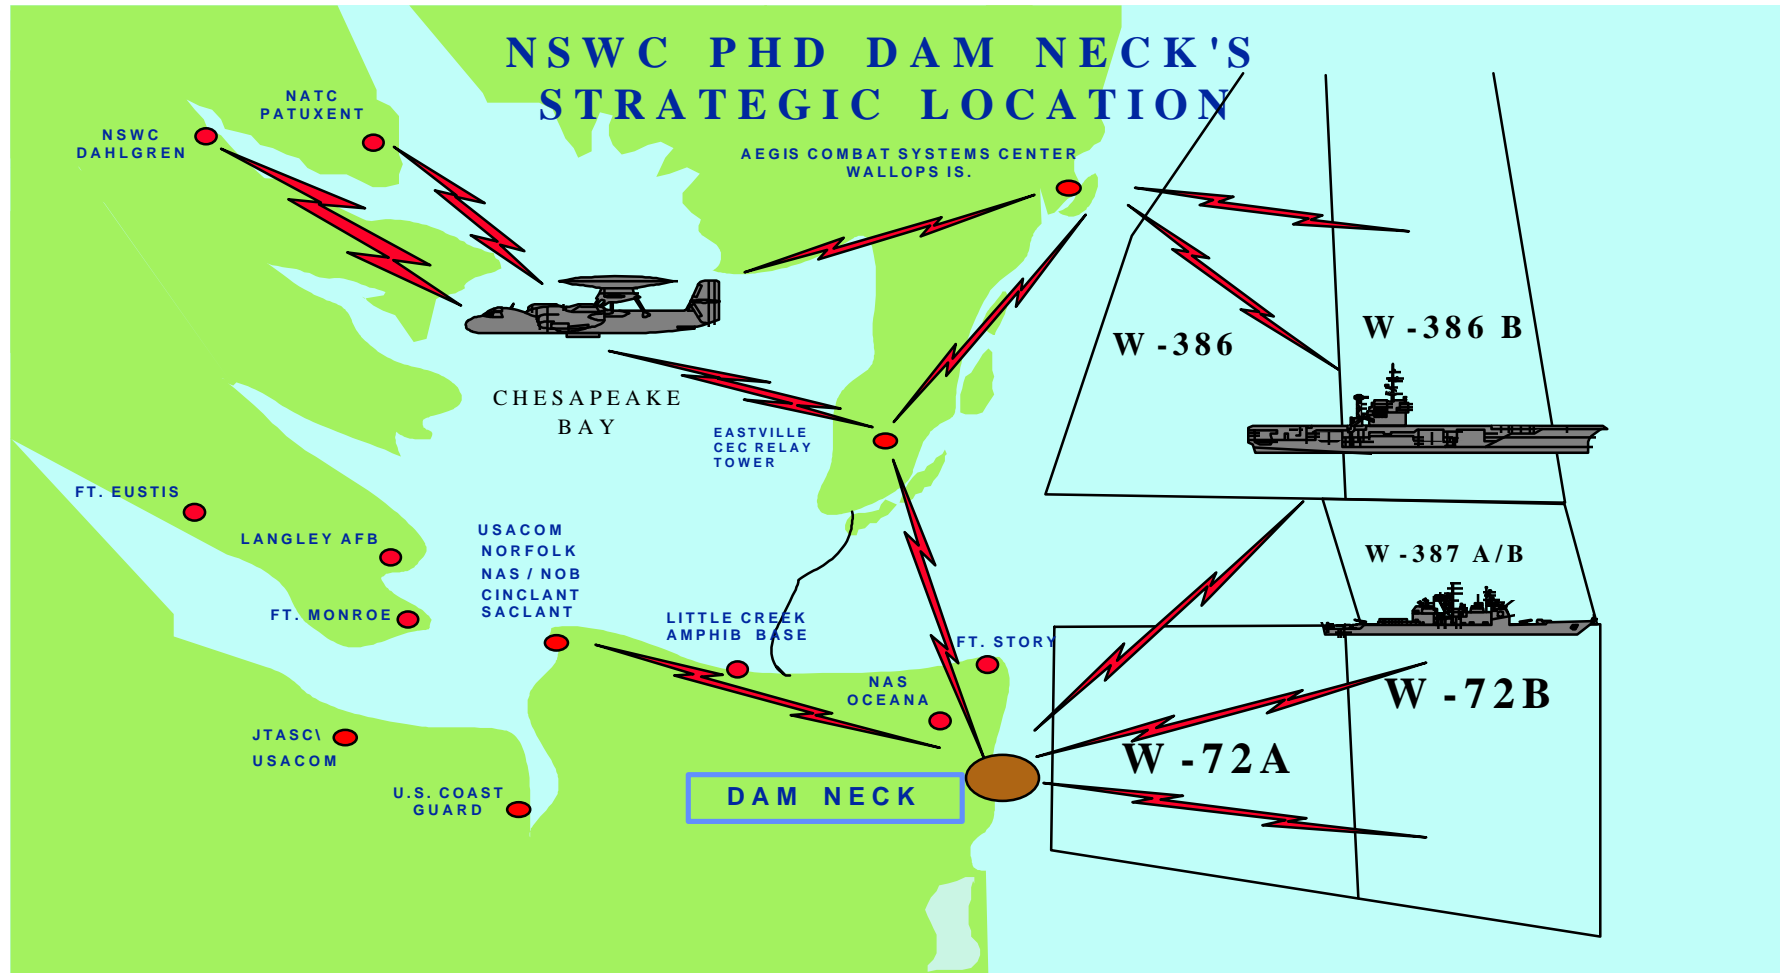 NSWC PHD DAM NECK'S
STRATEGIC LOCATION
NATC
PATUXENT
NSWC
DAHLGREN
AEGIS COMBAT SYSTEMS CENTER
WALLOPS IS.
W-386
W-386 B
CHESAPEAKE
BAY
EASTVILLE
CEC RELAY
TOWER
FT. EUSTIS
LANGLEY AFB
FT. MONROE
USACOM
NORFOLK
NAS / NOB
CINCLANT
SACLANT
W-387 A/B
LITTLE CREEK
AMPHIB BASE
FT. STORY
NAS
OCEANA
W-72B
W-72A
JTASC\
USACOM
U.S. COAST
GUARD
DAM NECK